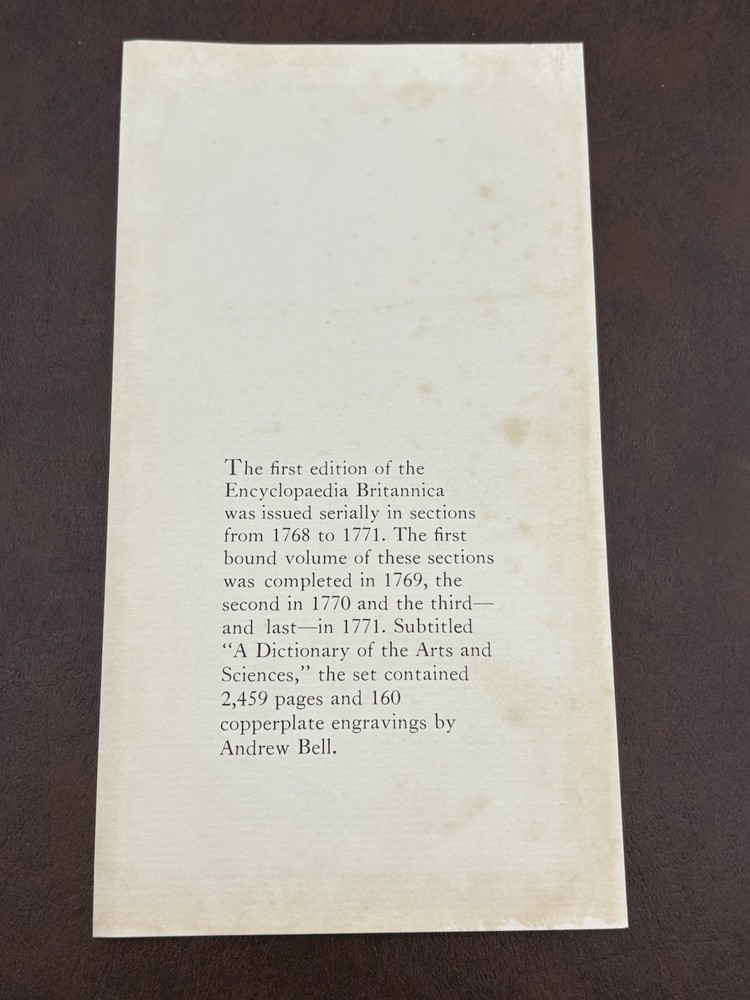 The first edition of the
Encyclopaedia Britannica
was issued serially in sections
from 1768 to 1771. The first
bound volume of these sections
was completed in 1769, the
second in 1770 and the third—
and last—in 1771. Subtitled
“A Dictionary of the Arts and
Sciences,” the set contained
2,459 pages and 160
copperplate engravings by
Andrew Bell.